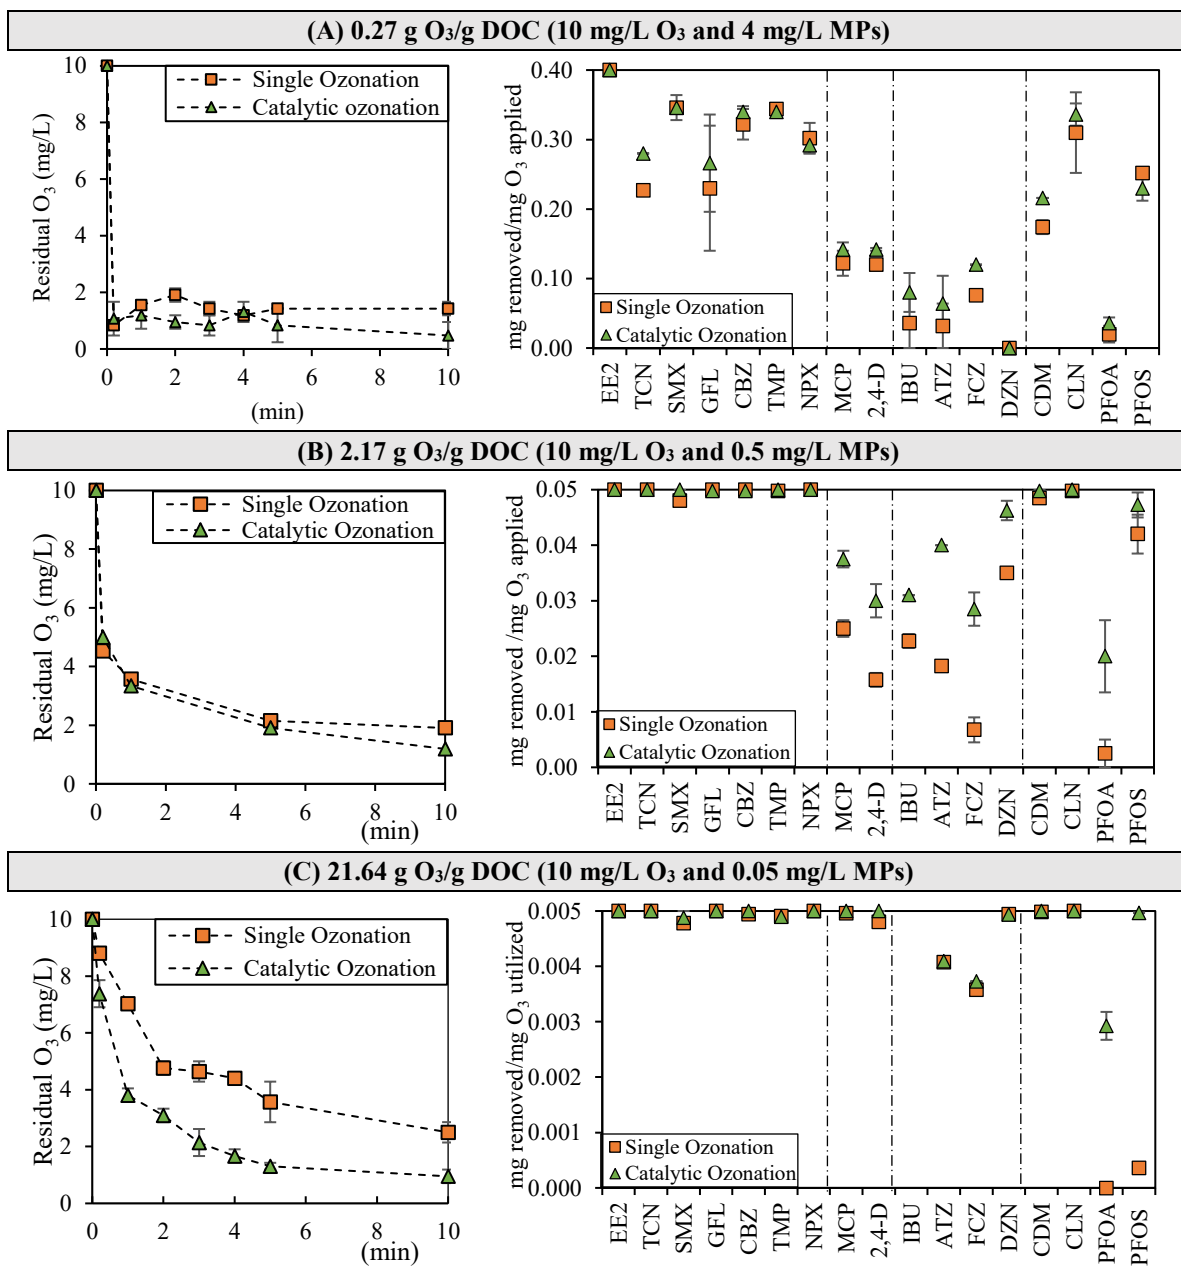 (A) 0.27 g O₃/g DOC (10 mg/L O₃ and 4 mg/L MPs)
Residual O₃ (mg/L)
10
8
6
4
2
0
Single Ozonation
Catalytic ozonation
0 2 4 6 8 10
(min)
mg removed/mg O₃ applied
0.40
0.30
0.20
0.10
0.00
Single Ozonation
Catalytic Ozonation
EE2 TCN SMX GFL CBZ TMP NPX MCP 2,4-D IBU ATZ FCZ DZN CDM CLN PFOA PFOS
(B) 2.17 g O₃/g DOC (10 mg/L O₃ and 0.5 mg/L MPs)
Residual O₃ (mg/L)
10
8
6
4
2
0
Single Ozonation
Catalytic Ozonation
0 2 4 6 8 10
(min)
mg removed /mg O₃ applied
0.05
0.04
0.03
0.02
0.01
0.00
Single Ozonation
Catalytic Ozonation
EE2 TCN SMX GFL CBZ TMP NPX MCP 2,4-D IBU ATZ FCZ DZN CDM CLN PFOA PFOS
(C) 21.64 g O₃/g DOC (10 mg/L O₃ and 0.05 mg/L MPs)
Residual O₃ (mg/L)
10
8
6
4
2
0
Single Ozonation
Catalytic Ozonation
0 2 4 6 8 10
(min)
mg removed/mg O₃ utilized
0.005
0.004
0.003
0.002
0.001
0.000
Single Ozonation
Catalytic Ozonation
EE2 TCN SMX GFL CBZ TMP NPX MCP 2,4-D IBU ATZ FCZ DZN CDM CLN PFOA PFOS